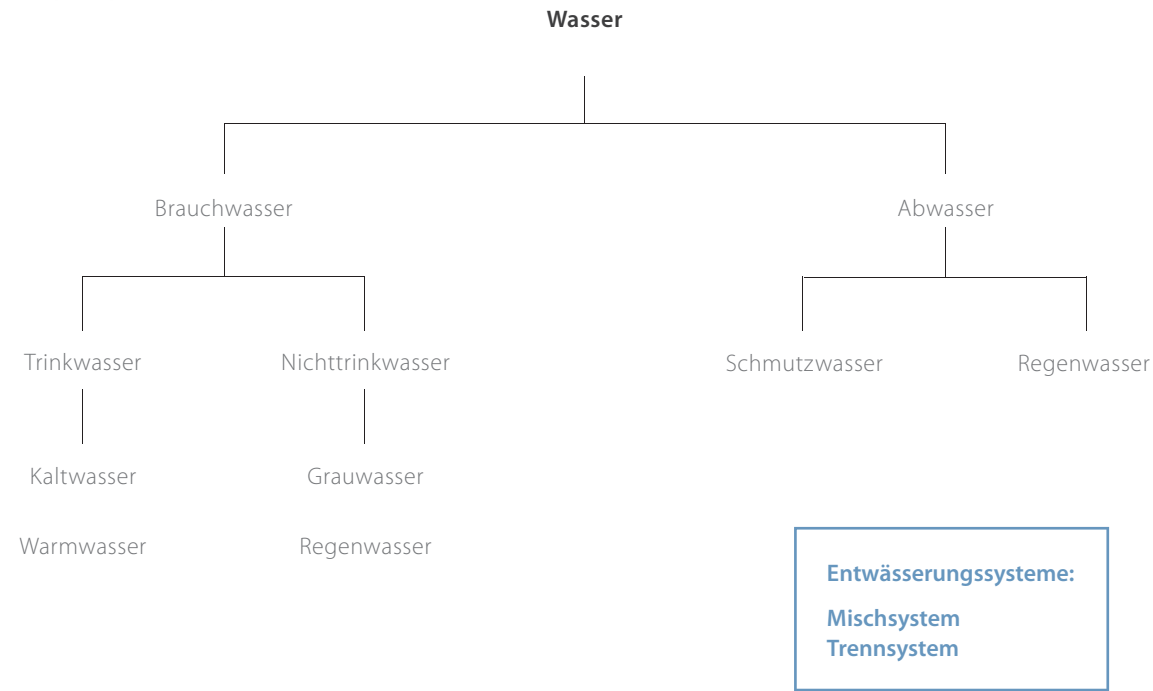 Wasser
Brauchwasser
Abwasser
Trinkwasser
Nichttrinkwasser
Schmutzwasser
Regenwasser
Kaltwasser
Grauwasser
Warmwasser
Regenwasser
Entwässerungssysteme:
Mischsystem
Trennsystem